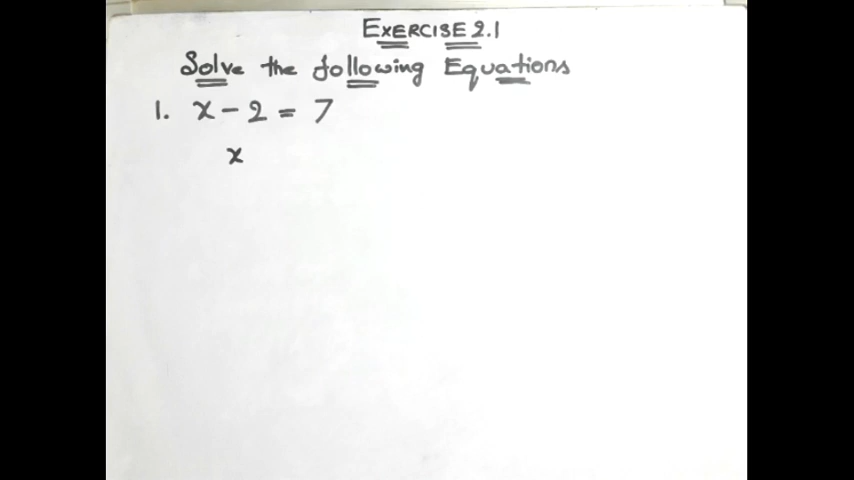 EXERCISE 2.1
Solve the following Equations
1. x - 2 = 7
x